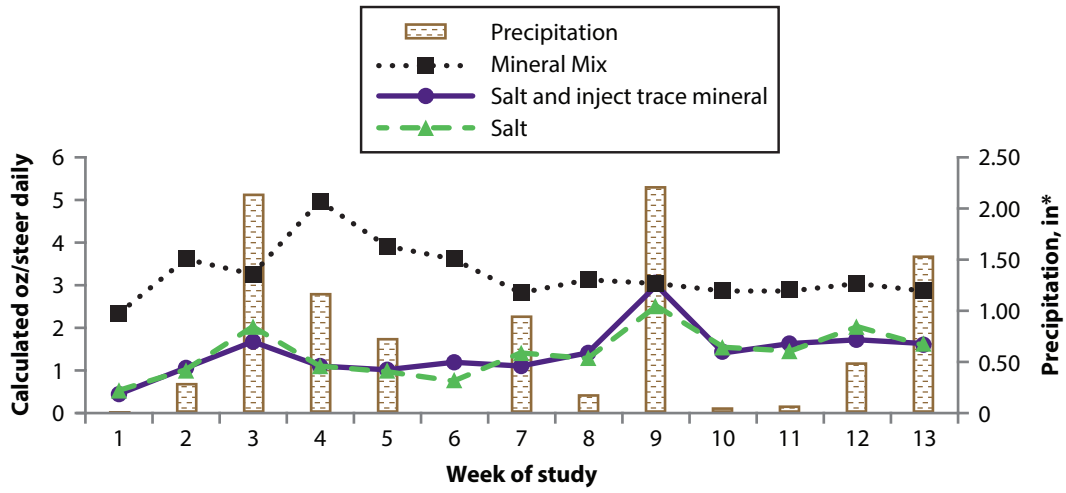 Precipitation
Mineral Mix
Salt and inject trace mineral
Salt
Calculated oz/steer daily
6
5
4
3
2
1
0
Precipitation, in*
2.50
2.00
1.50
1.00
0.50
0
1 2 3 4 5 6 7 8 9 10 11 12 13
Week of study